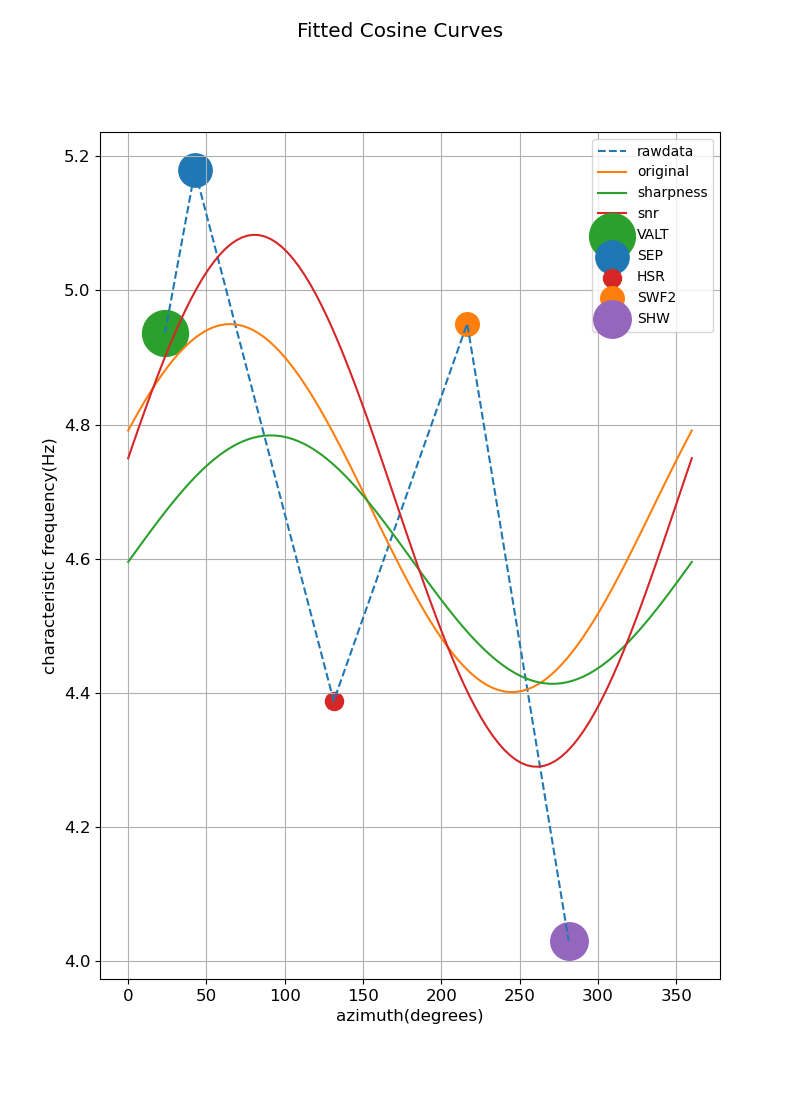 Fitted Cosine Curves
5.2
5.0
4.8
4.6
4.4
4.2
4.0
characteristic frequency(Hz)
rawdata
original
sharpness
snr
VALT
SEP
HSR
SWF2
SHW
0 50 100 150 200 250 300 350
azimuth(degrees)